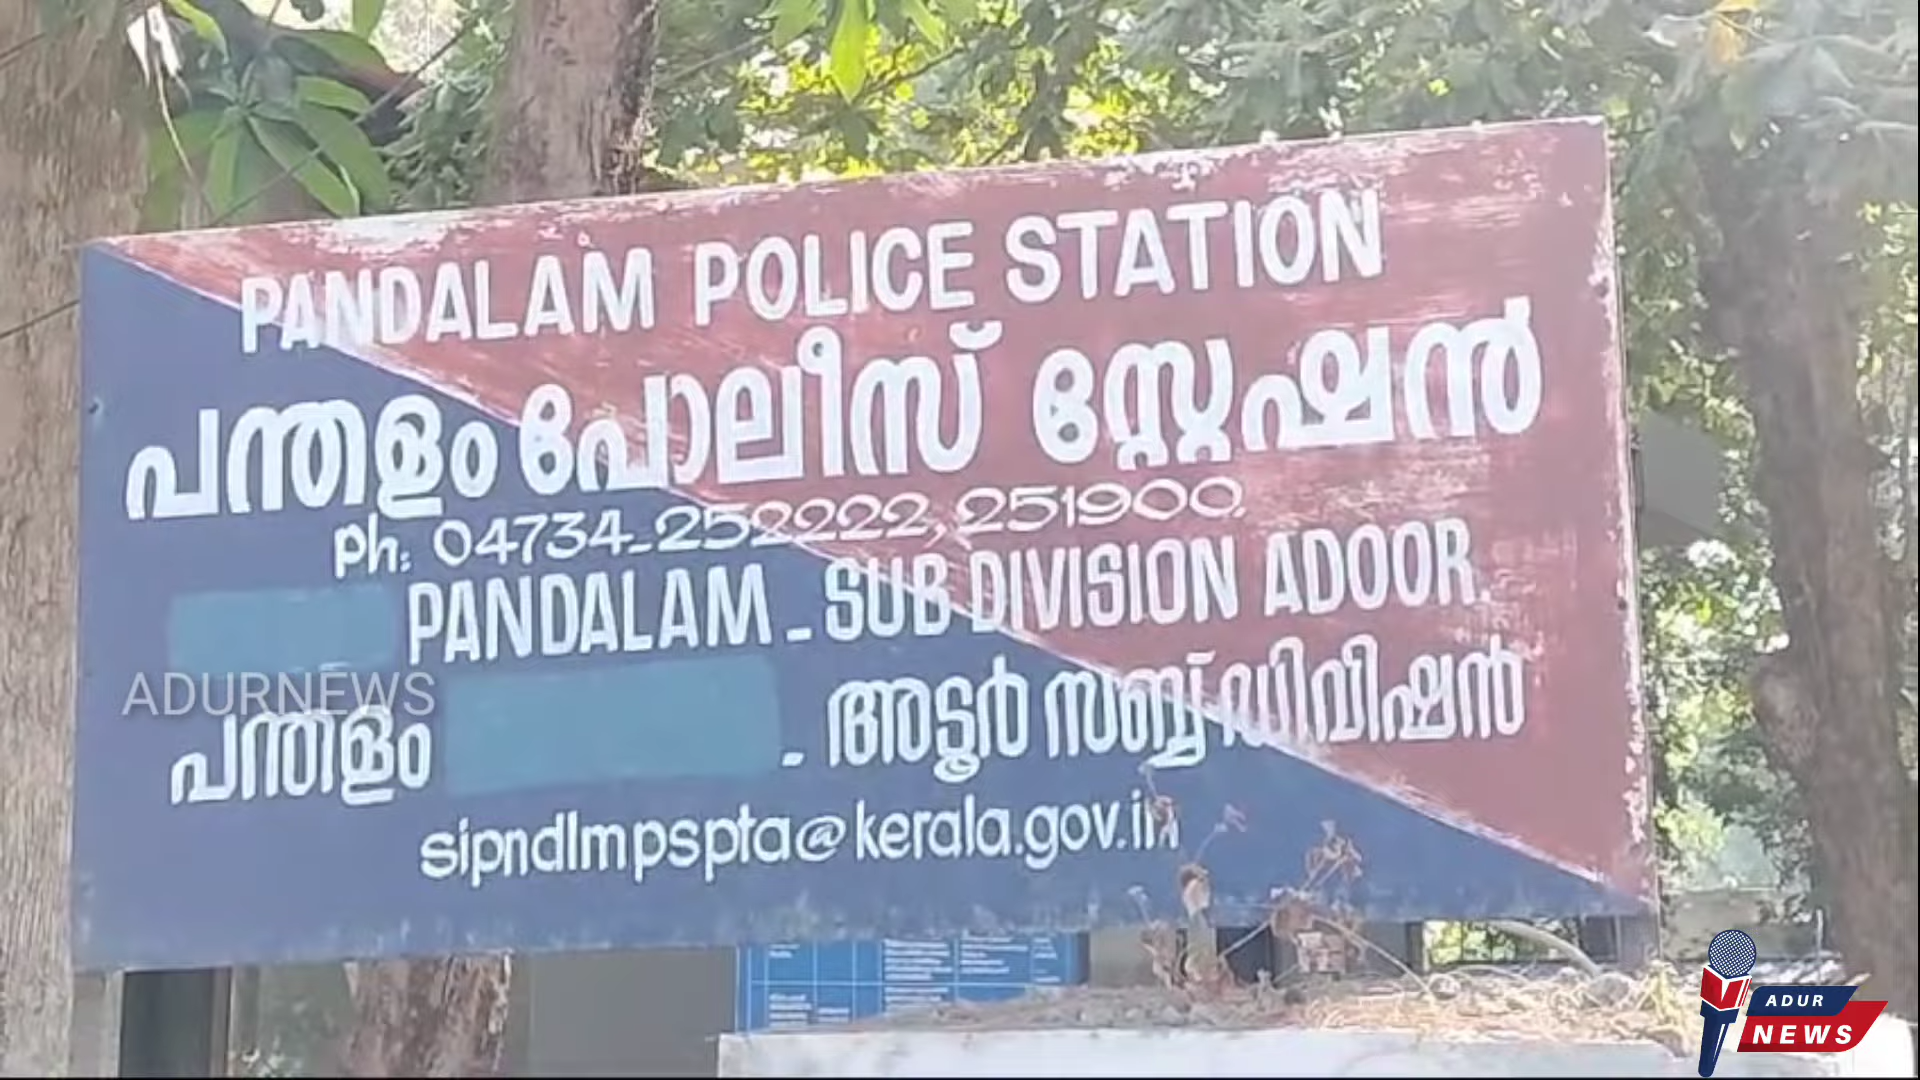 PANDALAM POLICE STATION
പന്തളം പോലീസ് സ്റ്റേഷൻ
Ph: 04734-252222, 251900.
PANDALAM - SUB DIVISION ADOOR.
പന്തളം - അടൂർ സബ്ബ് ഡിവിഷൻ
sipndlmpspta@kerala.gov.in
ADURNEWS
ADUR
NEWS